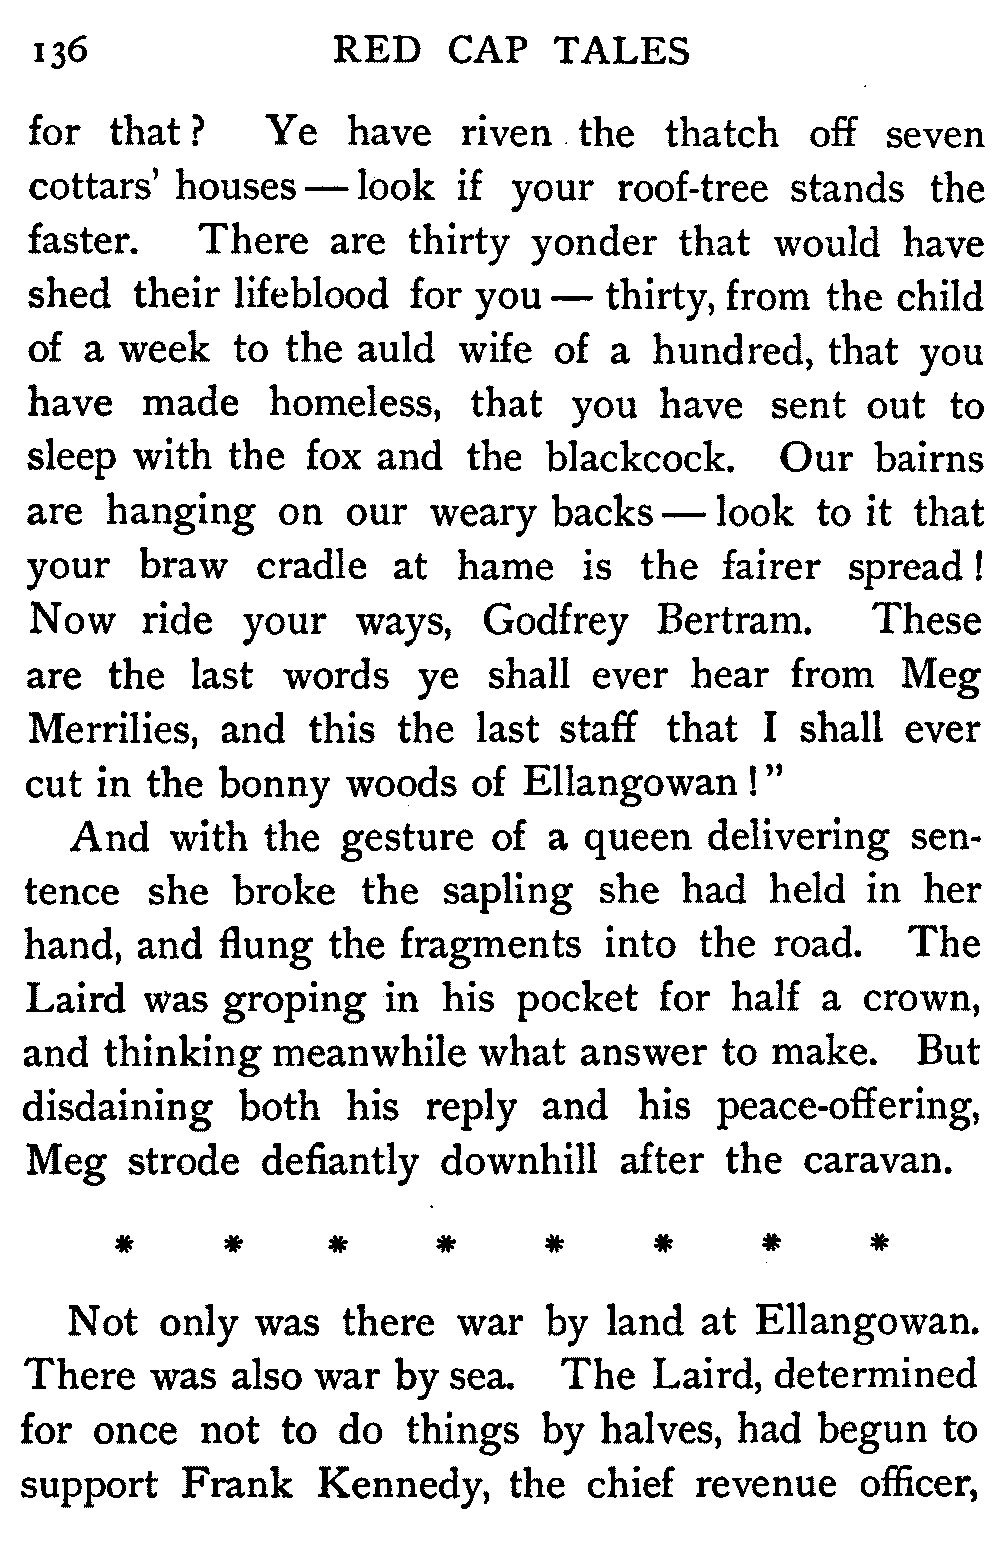 136 RED CAP TALES
for that? Ye have riven the thatch off seven
cottars' houses — look if your roof-tree stands the
faster. There are thirty yonder that would have
shed their lifeblood for you — thirty, from the child
of a week to the auld wife of a hundred, that you
have made homeless, that you have sent out to
sleep with the fox and the blackcock. Our bairns
are hanging on our weary backs — look to it that
your braw cradle at hame is the fairer spread!
Now ride your ways, Godfrey Bertram. These
are the last words ye shall ever hear from Meg
Merrilies, and this the last staff that I shall ever
cut in the bonny woods of Ellangowan!"
And with the gesture of a queen delivering sen-
tence she broke the sapling she had held in her
hand, and flung the fragments into the road. The
Laird was groping in his pocket for half a crown,
and thinking meanwhile what answer to make. But
disdaining both his reply and his peace-offering,
Meg strode defiantly downhill after the caravan.
* * * * * * * *
Not only was there war by land at Ellangowan.
There was also war by sea. The Laird, determined
for once not to do things by halves, had begun to
support Frank Kennedy, the chief revenue officer,